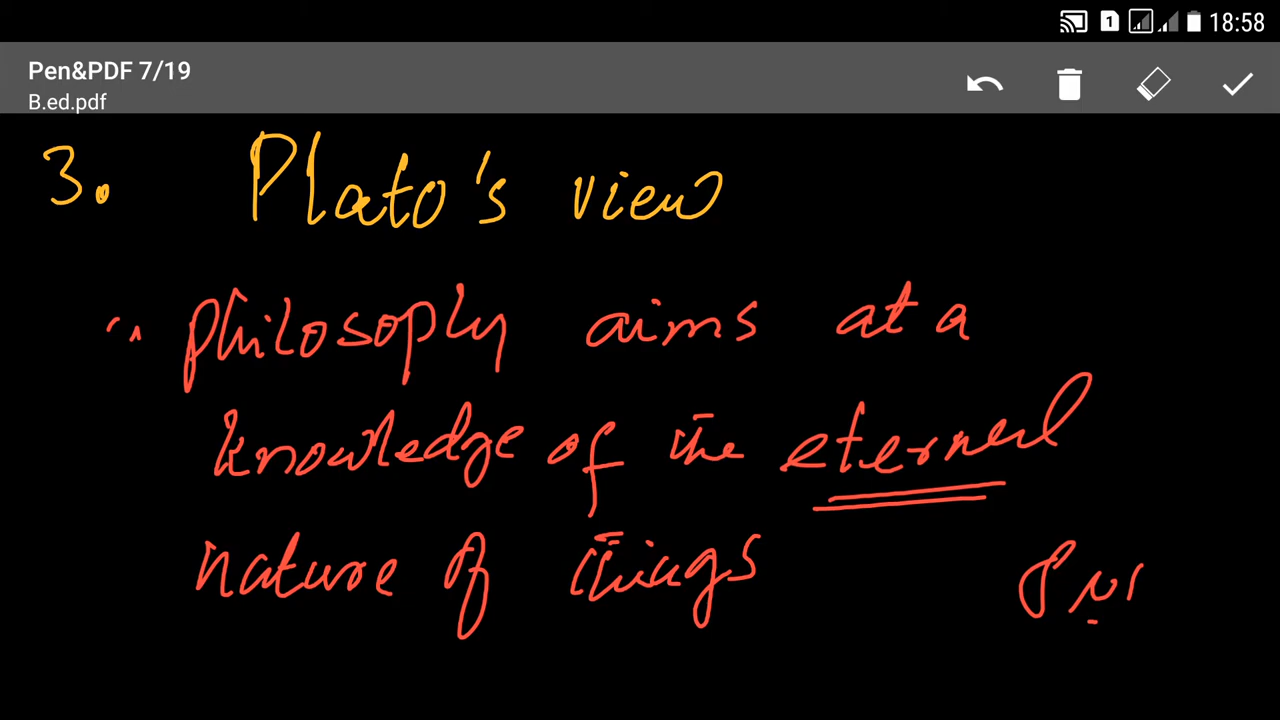 1 18:58
Pen&PDF 7/19
B.ed.pdf
3. Plato's view
" philosophy aims at a
knowledge of the eternal
nature of things